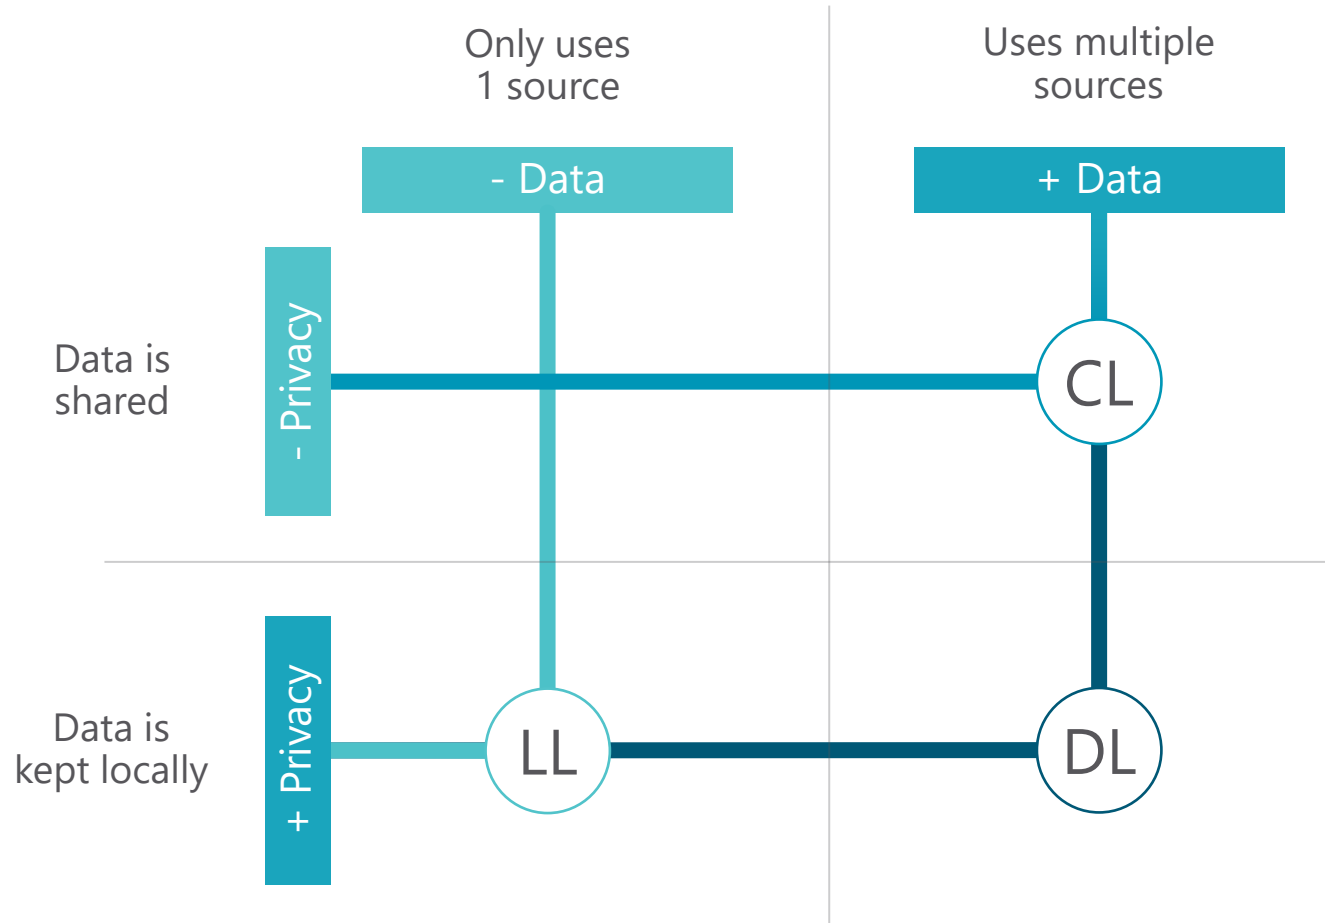 Only uses
1 source
Uses multiple
sources
- Data
+ Data
Data is
shared
- Privacy
CL
Data is
kept locally
+ Privacy
LL
DL